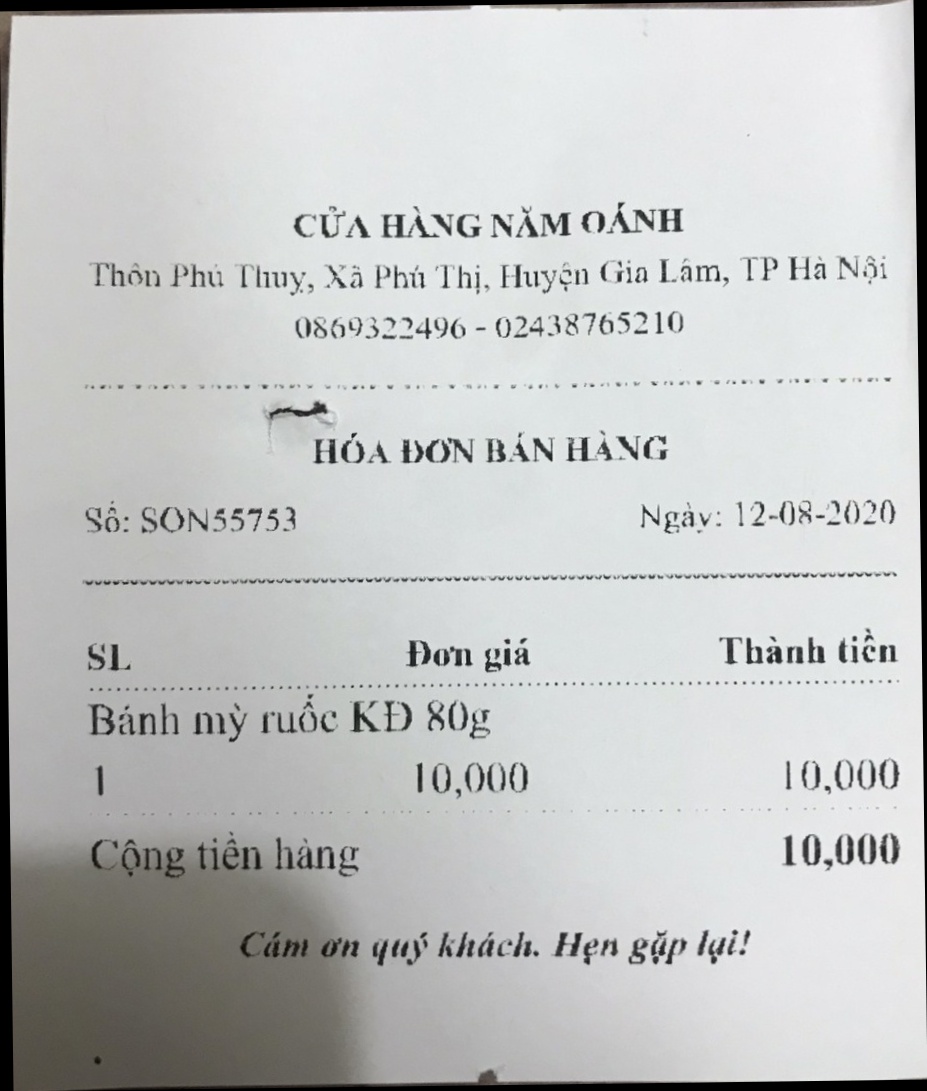 CỬA HÀNG NĂM OÁNH
Thôn Phú Thuỵ, Xã Phú Thị, Huyện Gia Lâm, TP Hà Nội
0869322496 - 02438765210
HÓA ĐƠN BÁN HÀNG
Số: SON55753 Ngày: 12-08-2020
SL Đơn giá Thành tiền
Bánh mỳ ruốc KĐ 80g
1 10,000 10,000
Cộng tiền hàng 10,000
Cám ơn quý khách. Hẹn gặp lại!